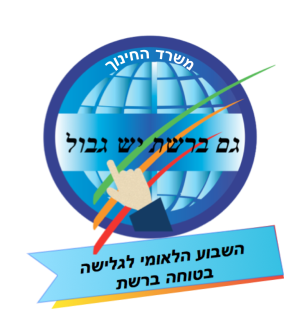 משרד החינוך
גם ברשת יש גבול
השבוע הלאומי לגלישה
בטוחה ברשת